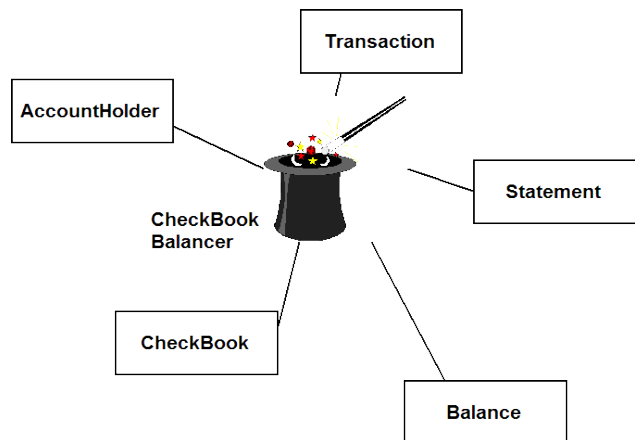 Transaction
AccountHolder
Statement
CheckBook
Balancer
CheckBook
Balance